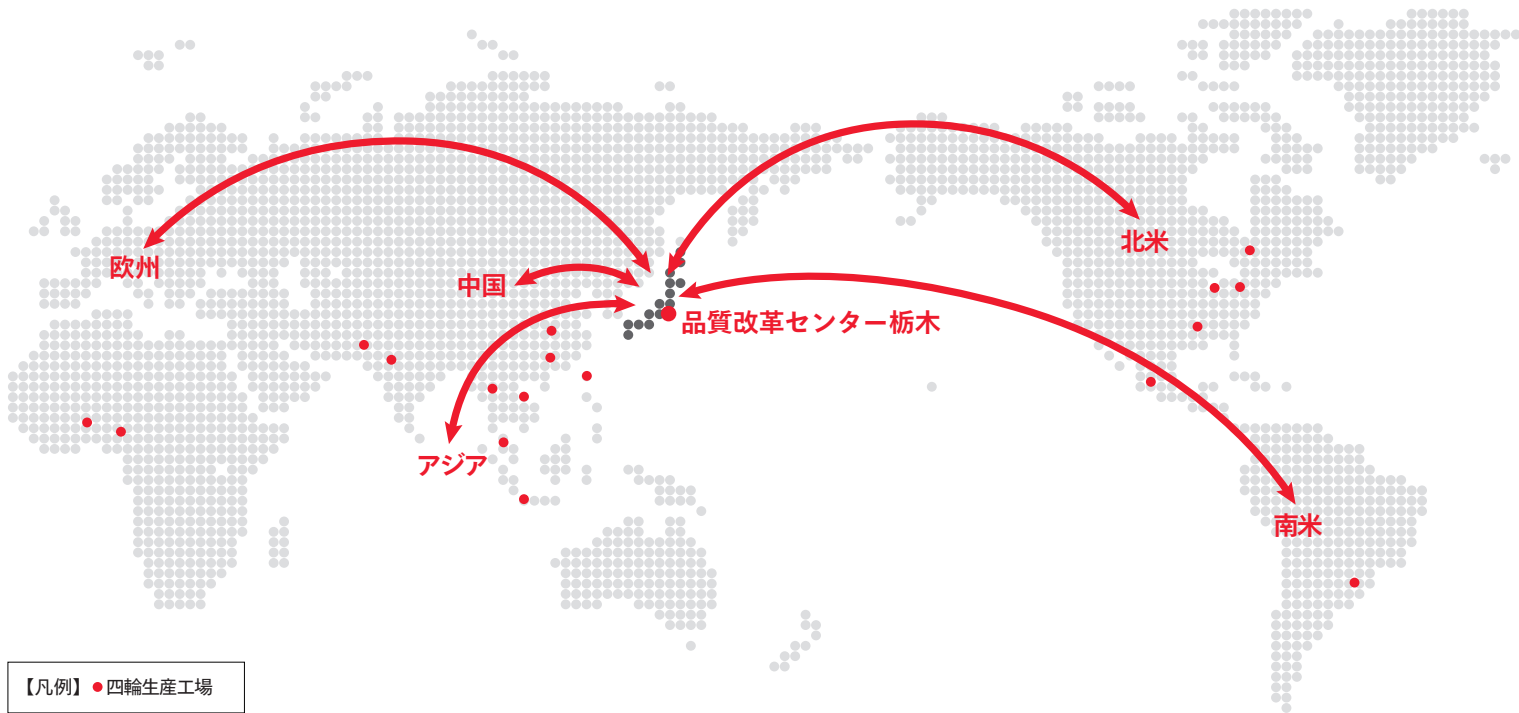 北米
欧州
中国
品質改革センター栃木
アジア
南米
【凡例】●四輪生産工場